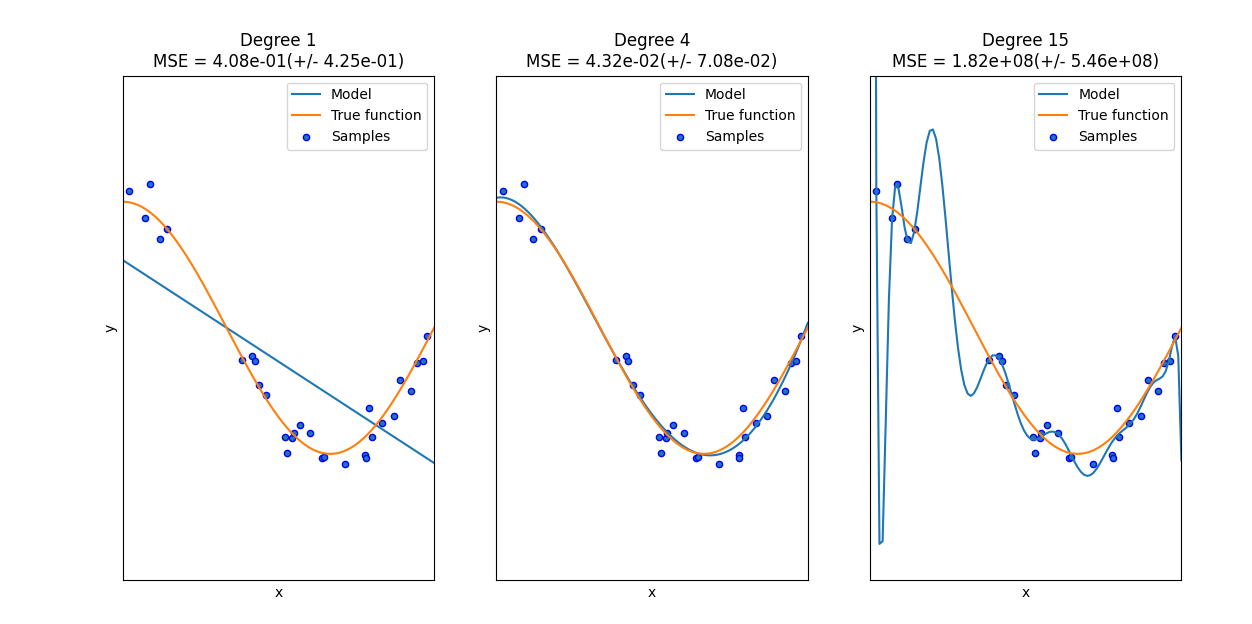 Degree 1
MSE = 4.08e-01(+/- 4.25e-01)
Model
True function
Samples
y
x
Degree 4
MSE = 4.32e-02(+/- 7.08e-02)
Model
True function
Samples
y
x
Degree 15
MSE = 1.82e+08(+/- 5.46e+08)
Model
True function
Samples
y
x